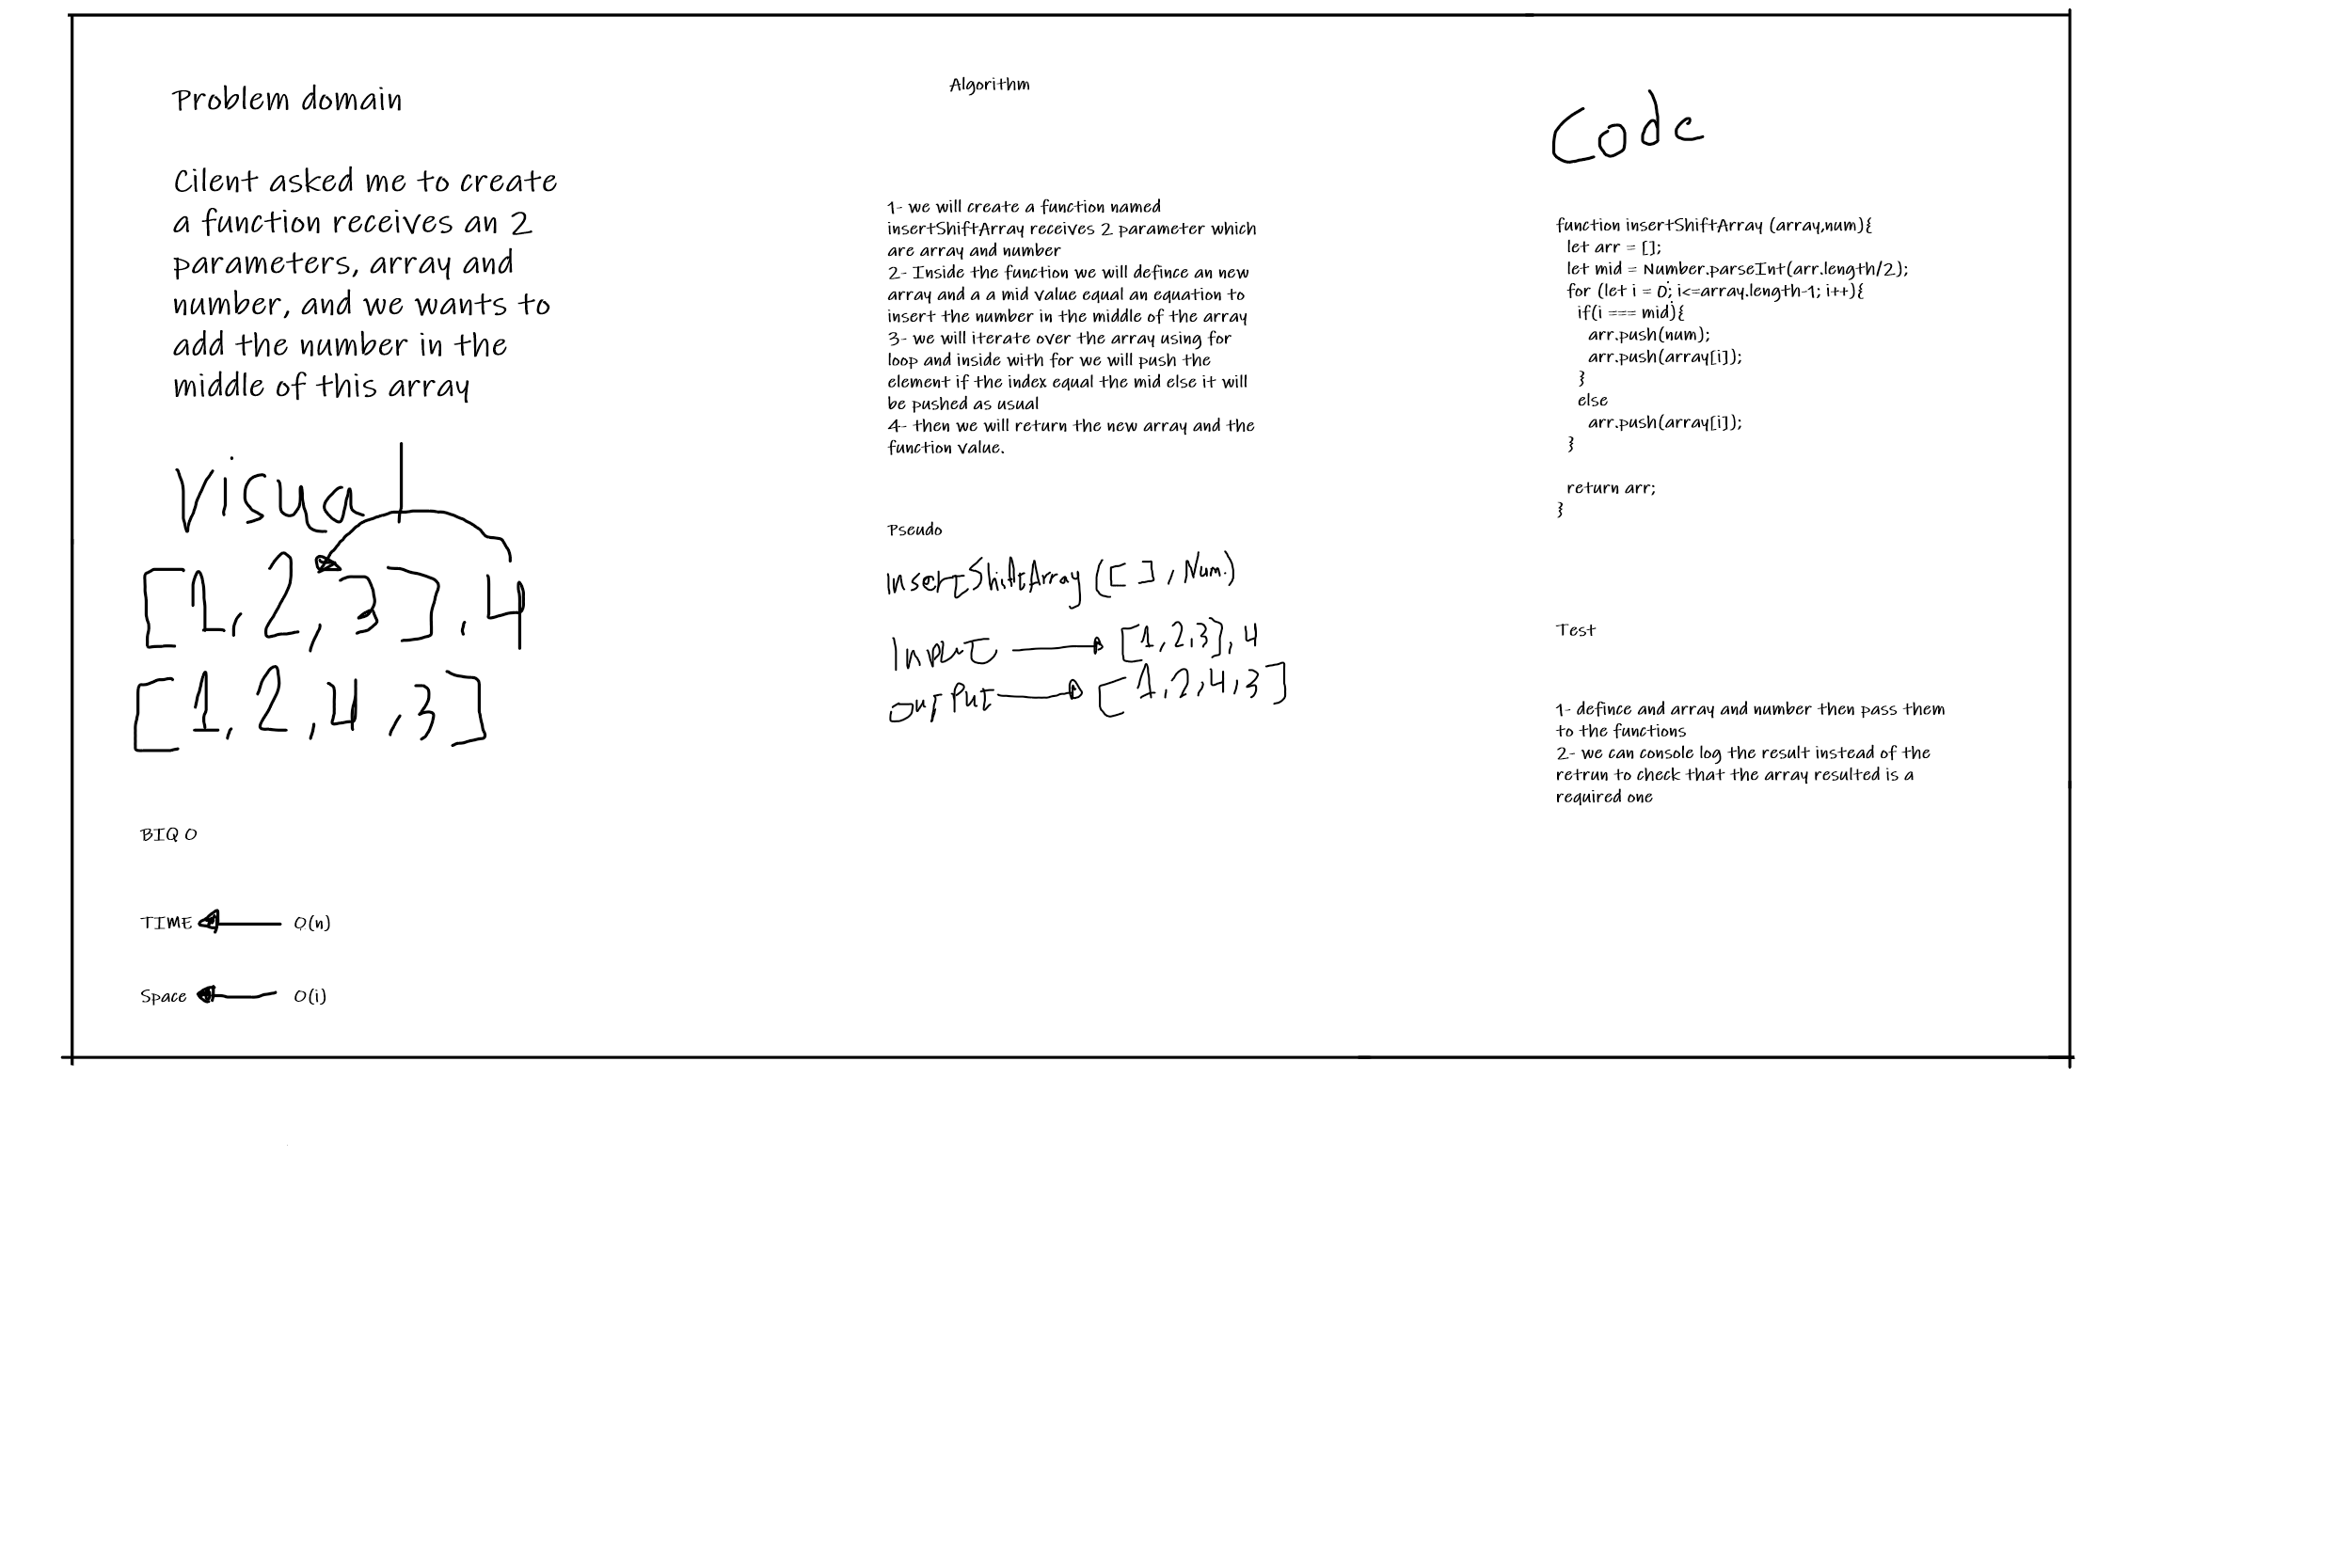 Problem domain
Cilent asked me to create
a function receives an 2
parameters, array and
number, and we wants to
add the number in the
middle of this array
Visual
[1, 2, 3], 4
[1, 2, 4, 3]
BIQ O
TIME O(n)
Space O(i)
Algorithm
1- we will create a function named
insertShiftArray receives 2 parameter which
are array and number
2- Inside the function we will defince an new
array and a a mid value equal an equation to
insert the number in the middle of the array
3- we will iterate over the array using for
loop and inside with for we will push the
element if the index equal the mid else it will
be pushed as usual
4- then we will return the new array and the
function value.
Pseudo
InsertShiftArray ([ ], Num.)
Input [1,2,3], 4
output [1,2,4,3]
Code
function insertShiftArray (array,num){
let arr = [];
let mid = Number.parseInt(arr.length/2);
for (let i = 0; i<=array.length-1; i++){
if(i === mid){
arr.push(num);
arr.push(array[i]);
}
else
arr.push(array[i]);
}
return arr;
}
Test
1- defince and array and number then pass them
to the functions
2- we can console log the result instead of the
retrun to check that the array resulted is a
required one